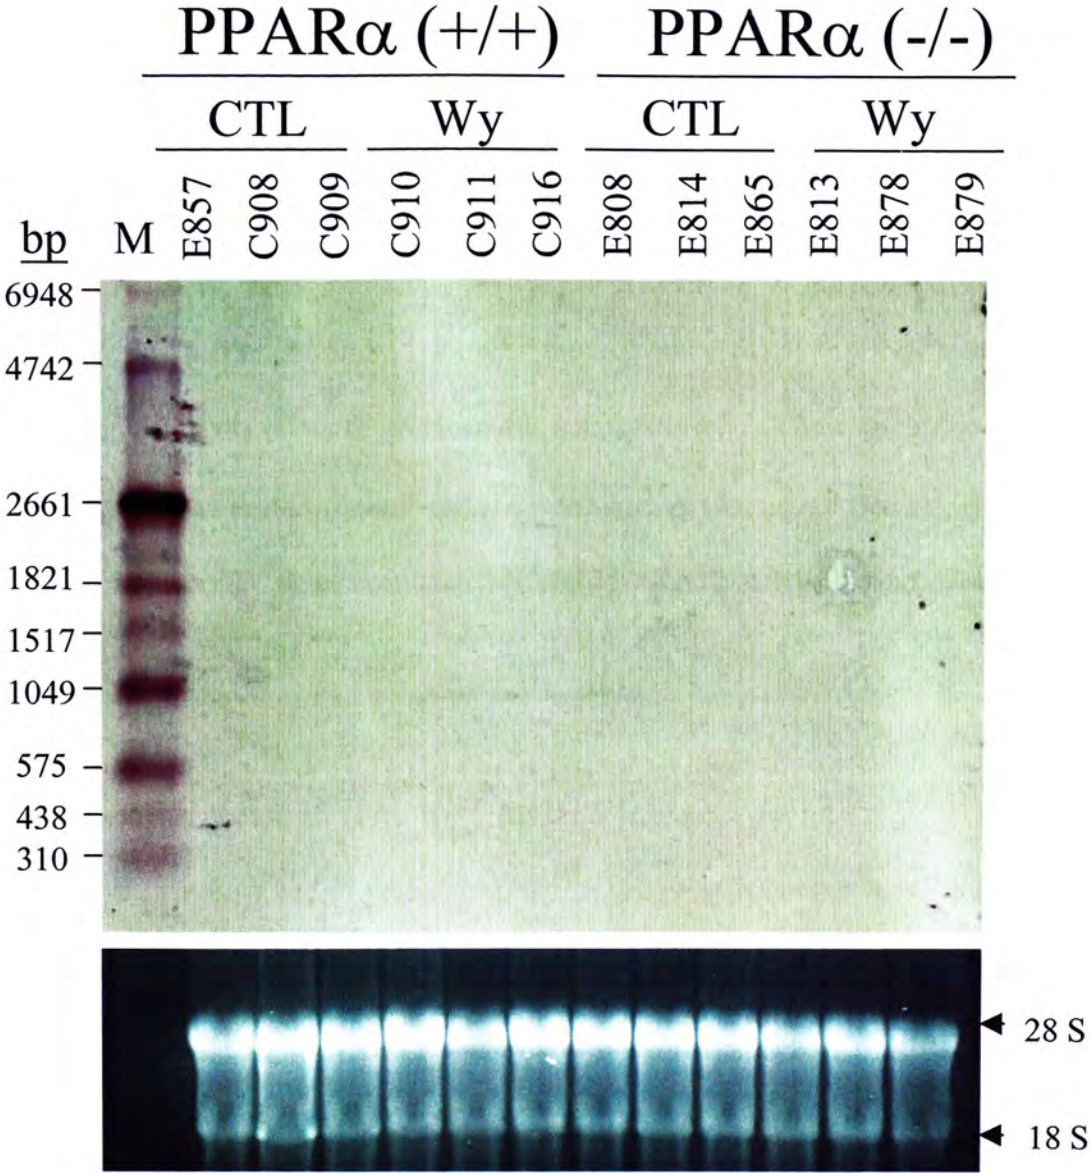 PPARα (+/+) PPARα (-/-)
CTL Wy CTL Wy
bp M E857 C908 C909 C910 C911 C916 E808 E814 E865 E813 E878 E879
6948
4742
2661
1821
1517
1049
575
438
310
28 S
18 S